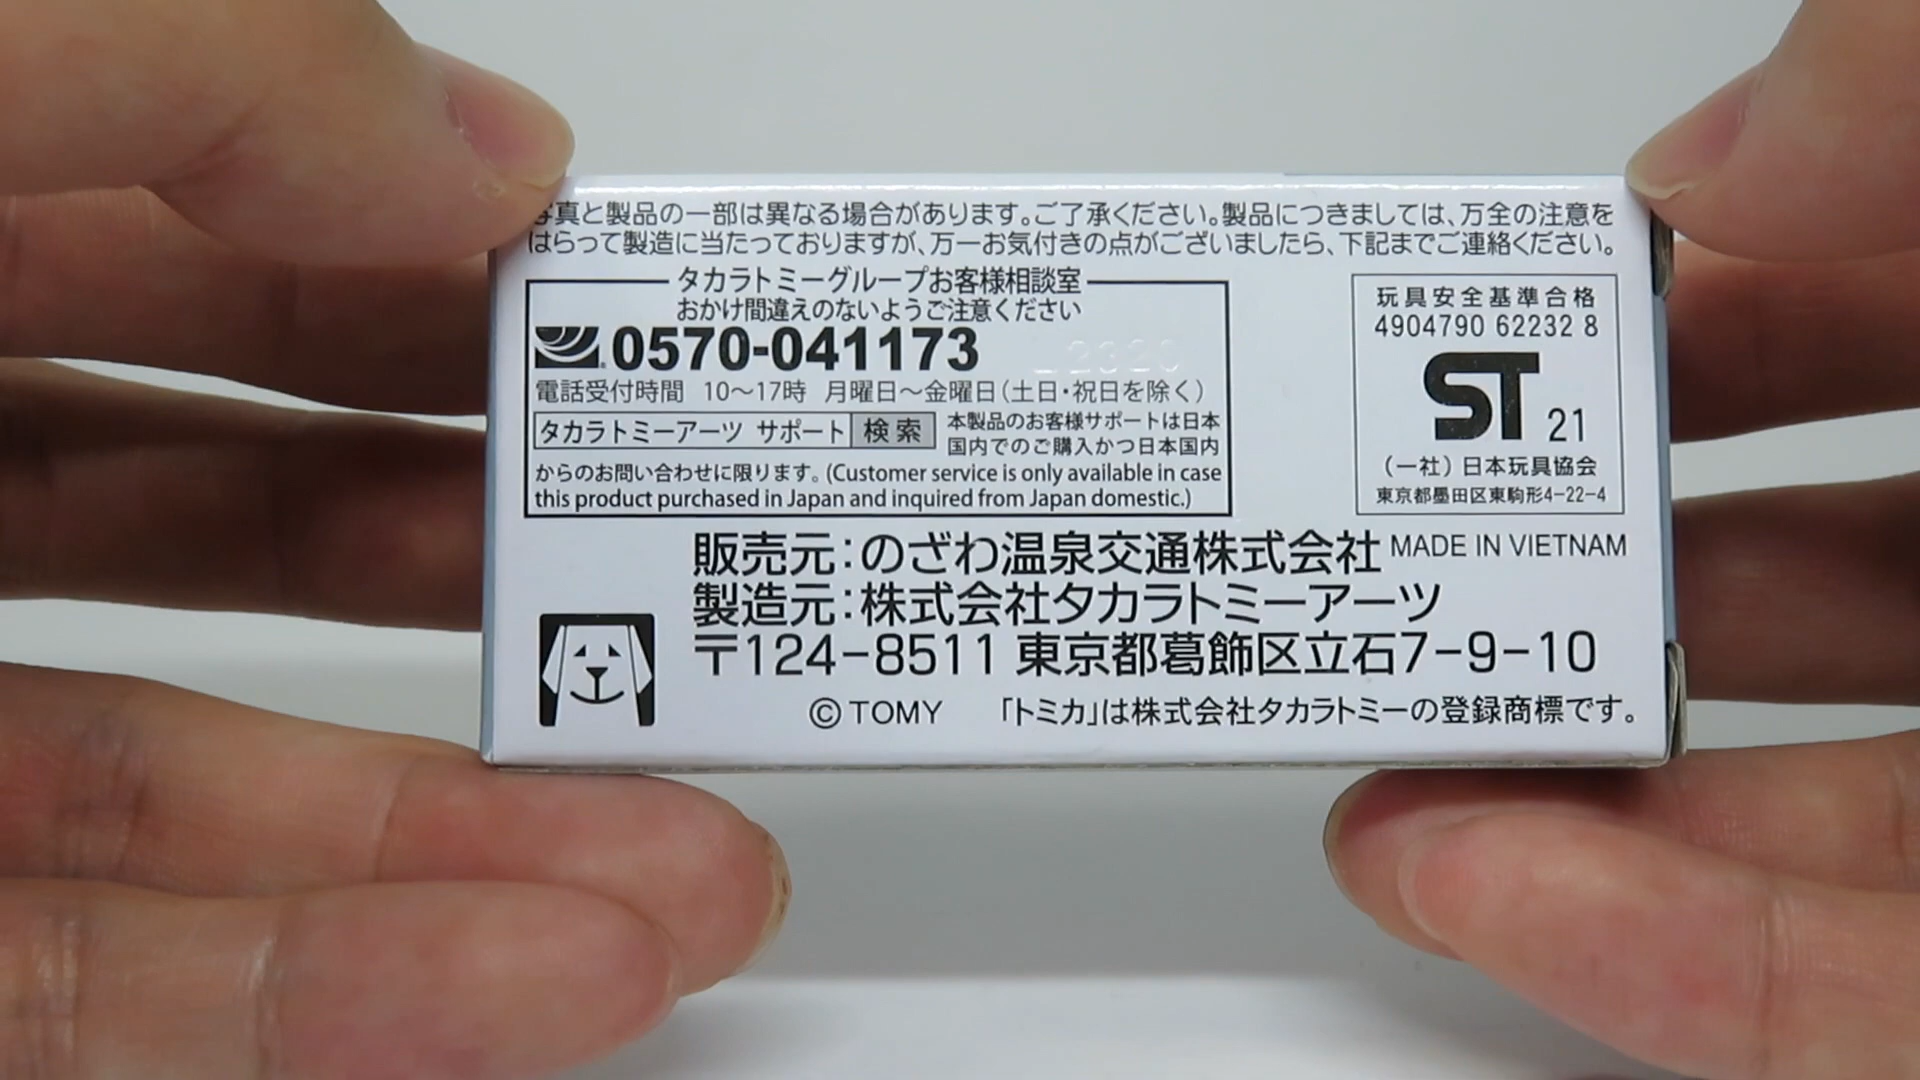 写真と製品の一部は異なる場合があります。ご了承ください。製品につきましては、万全の注意を
はらって製造に当たっておりますが、万一お気付きの点がございましたら、下記までご連絡ください。
タカラトミーグループお客様相談室
おかけ間違えのないようご注意ください
0570-041173
電話受付時間 10～17時 月曜日～金曜日(土日・祝日を除く)
タカラトミーアーツ サポート 検索 本製品のお客様サポートは日本
国内でのご購入かつ日本国内
からのお問い合わせに限ります。(Customer service is only available in case
this product purchased in Japan and inquired from Japan domestic.)
玩具安全基準合格
4904790 62232 8
ST 21
(一社)日本玩具協会
東京都墨田区東駒形4-22-4
販売元:のざわ温泉交通株式会社 MADE IN VIETNAM
製造元:株式会社タカラトミーアーツ
〒124-8511 東京都葛飾区立石7-9-10
©TOMY 「トミカ」は株式会社タカラトミーの登録商標です。